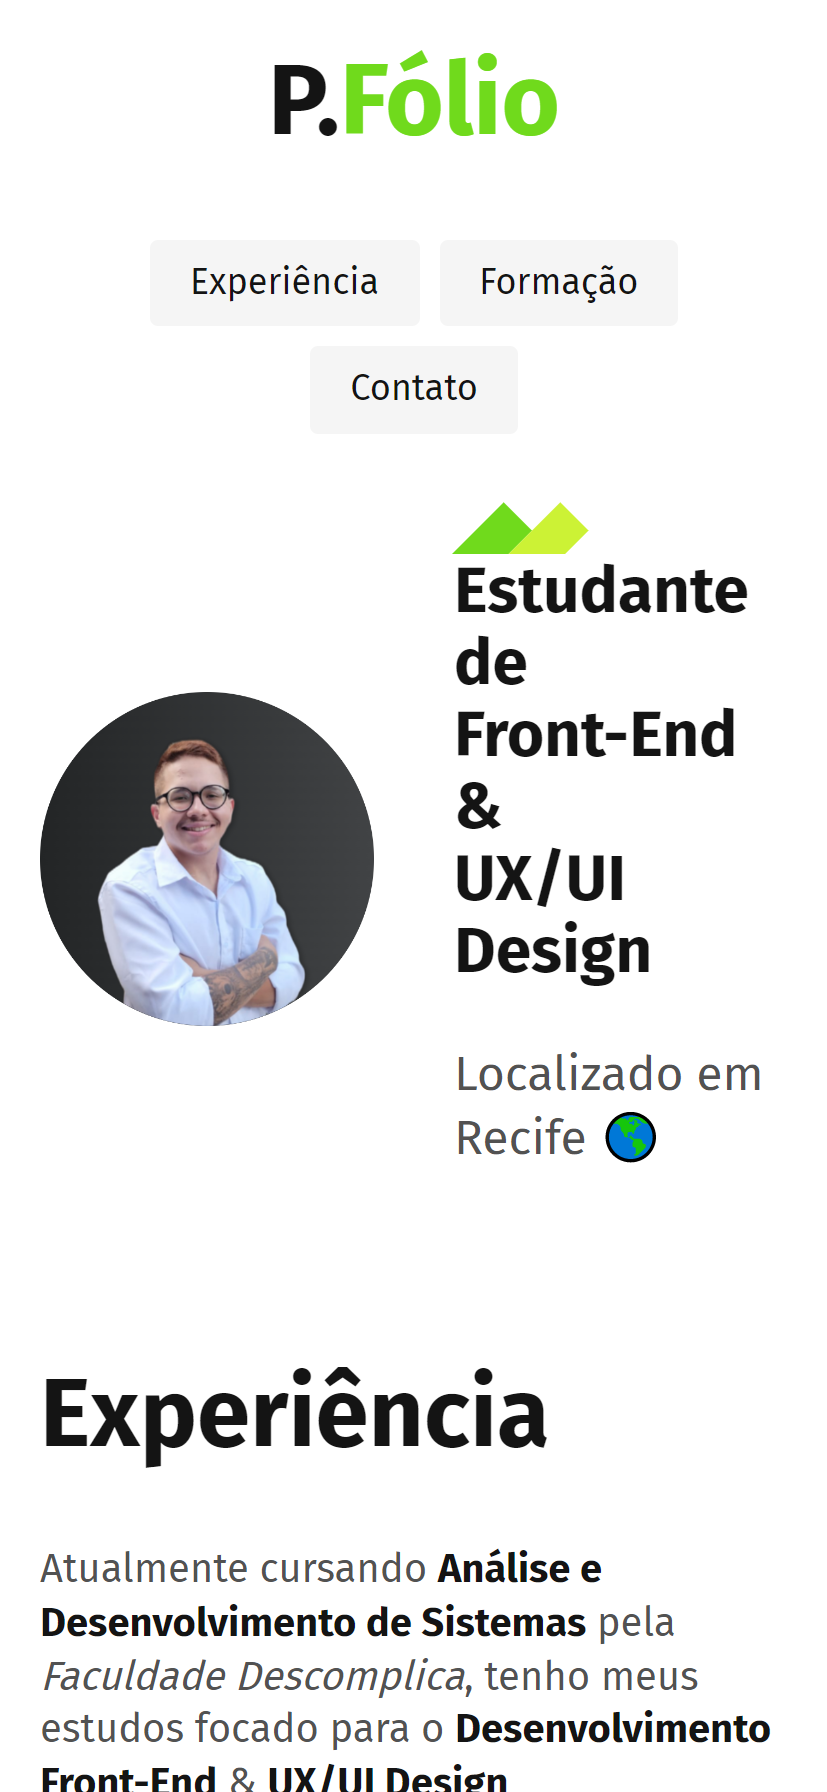 P.Fólio
Experiência
Formação
Contato
Estudante
de
Front-End
&
UX/UI
Design
Localizado em
Recife
Experiência
Atualmente cursando Análise e
Desenvolvimento de Sistemas pela
Faculdade Descomplica, tenho meus
estudos focado para o Desenvolvimento
Front-End & UX/UI Design